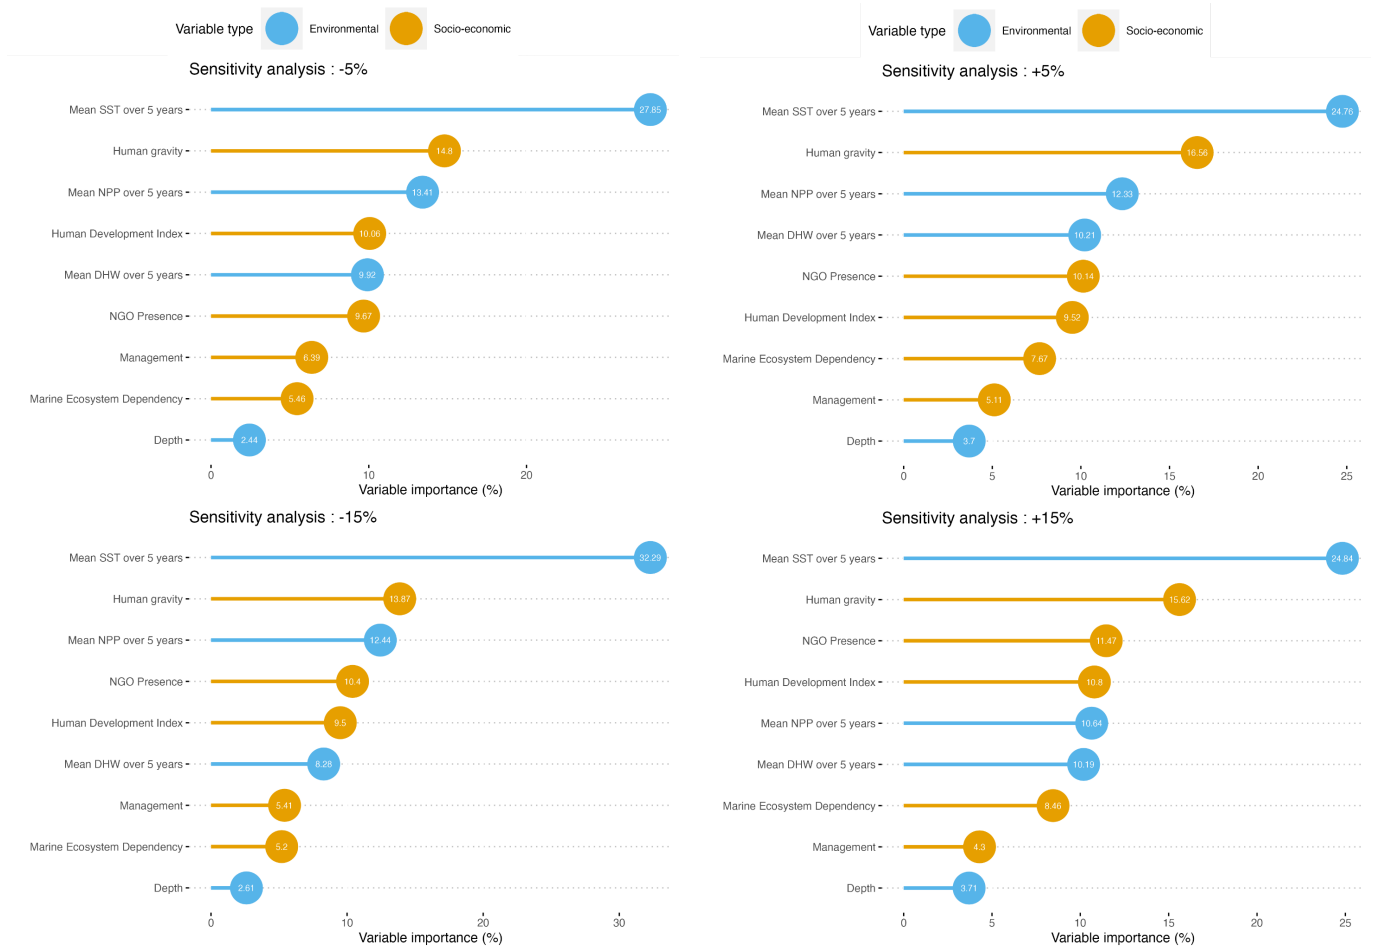 Variable type Environmental Socio-economic
Sensitivity analysis : -5%
Mean SST over 5 years 27.85
Human gravity 14.8
Mean NPP over 5 years 13.41
Human Development Index 10.06
Mean DHW over 5 years 9.92
NGO Presence 9.67
Management 6.39
Marine Ecosystem Dependency 5.46
Depth 2.44
0 10 20
Variable importance (%)
Variable type Environmental Socio-economic
Sensitivity analysis : +5%
Mean SST over 5 years 24.76
Human gravity 16.56
Mean NPP over 5 years 12.33
Mean DHW over 5 years 10.21
NGO Presence 10.14
Human Development Index 9.52
Marine Ecosystem Dependency 7.67
Management 5.11
Depth 3.7
0 5 10 15 20 25
Variable importance (%)
Sensitivity analysis : -15%
Mean SST over 5 years 32.29
Human gravity 13.87
Mean NPP over 5 years 12.44
NGO Presence 10.4
Human Development Index 9.5
Mean DHW over 5 years 8.28
Management 5.41
Marine Ecosystem Dependency 5.2
Depth 2.61
0 10 20 30
Variable importance (%)
Sensitivity analysis : +15%
Mean SST over 5 years 24.84
Human gravity 15.62
NGO Presence 11.47
Human Development Index 10.8
Mean NPP over 5 years 10.64
Mean DHW over 5 years 10.19
Marine Ecosystem Dependency 8.46
Management 4.3
Depth 3.71
0 5 10 15 20 25
Variable importance (%)